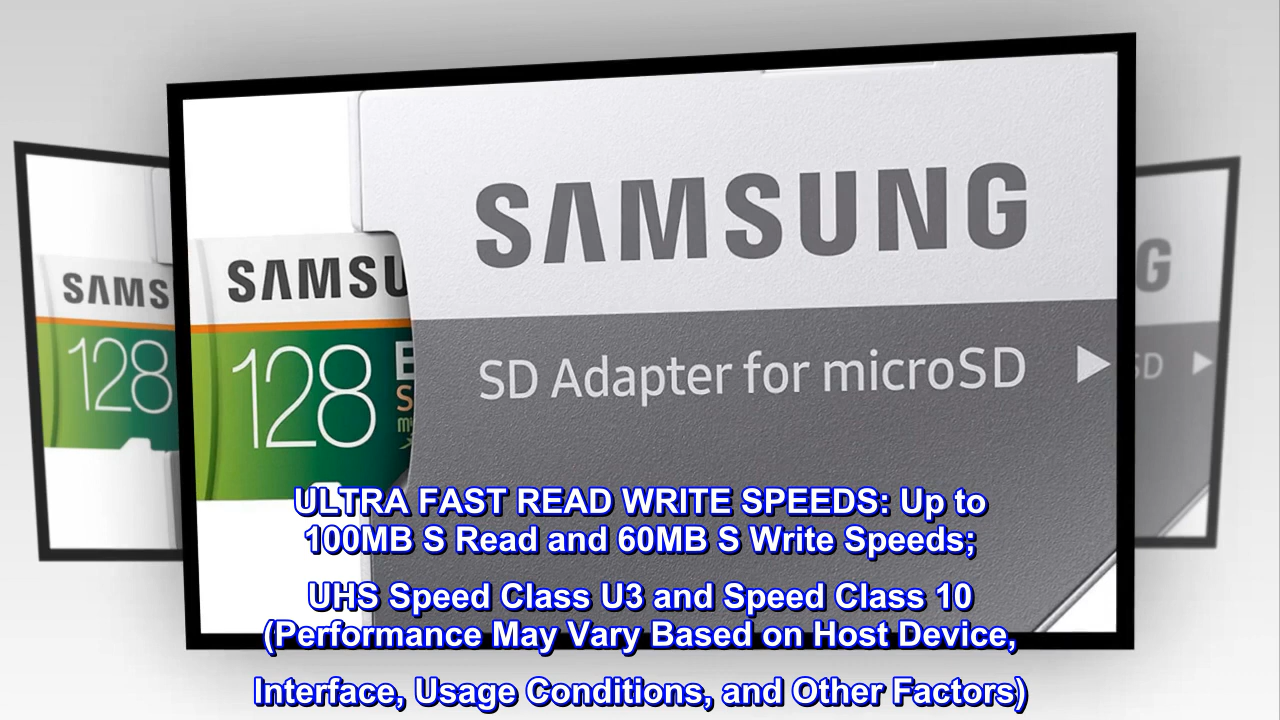 SAMSUNG
SD Adapter for microSD
SAMSU
128
SAMS
128
G
SD
ULTRA FAST READ WRITE SPEEDS: Up to
100MB S Read and 60MB S Write Speeds;
UHS Speed Class U3 and Speed Class 10
(Performance May Vary Based on Host Device,
Interface, Usage Conditions, and Other Factors)